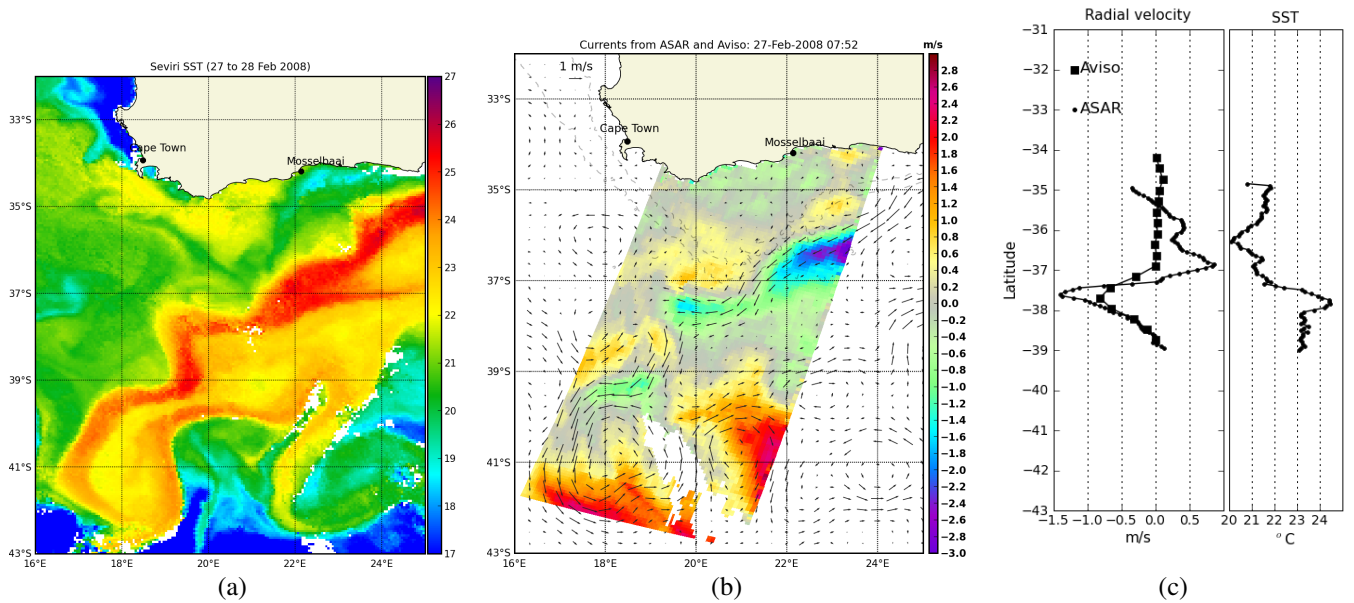 Seviri SST (27 to 28 Feb 2008)
27
26
25
24
23
22
21
20
19
18
17
33°S
35°S
37°S
39°S
41°S
43°S
16°E
18°E
20°E
22°E
24°E
Cape Town
Mosselbaai
(a)
Currents from ASAR and Aviso: 27-Feb-2008 07:52
m/s
1 m/s
2.8
2.6
2.4
2.2
2.0
1.8
1.6
1.4
1.2
1.0
0.8
0.6
0.4
0.2
0.0
−0.2
−0.4
−0.6
−0.8
−1.0
−1.2
−1.4
−1.6
−1.8
−2.0
−2.2
−2.4
−2.6
−2.8
−3.0
33°S
35°S
37°S
39°S
41°S
43°S
16°E
18°E
20°E
22°E
24°E
Cape Town
Mosselbaai
(b)
Radial velocity
SST
−31
−32
−33
−34
−35
−36
−37
−38
−39
−40
−41
−42
−43
Latitude
Aviso
ASAR
−1.5
−1.0
−0.5
0.0
0.5
m/s
20
21
22
23
24
°C
(c)